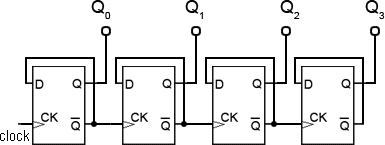 Q0 Q1 Q2 Q3
D Q D Q D Q D Q
CK CK CK CK
clock Q̅ Q̅ Q̅ Q̅